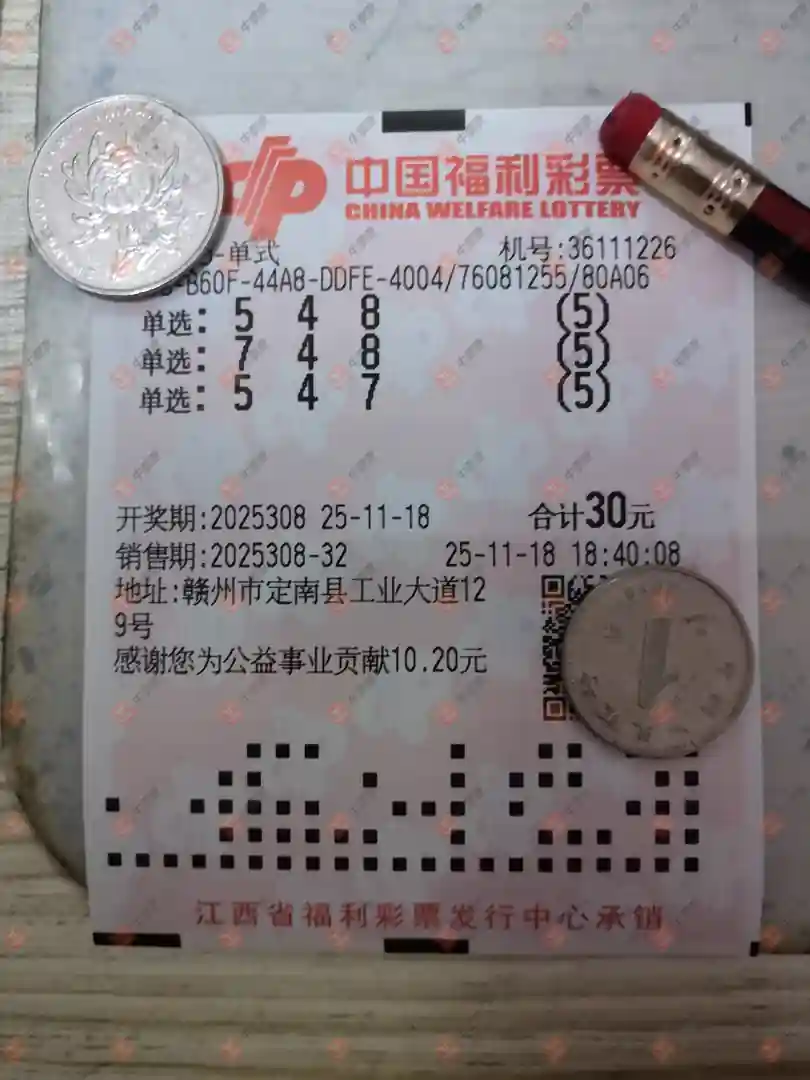 中国福利彩票
CHINA WELFARE LOTTERY
-单式 机号:36111226
-B60F-44A8-DDFE-4004/76081255/80A06
单选: 5 4 8 (5)
单选: 7 4 8 (5)
单选: 5 4 7 (5)
开奖期:2025308 25-11-18 合计30元
销售期:2025308-32 25-11-18 18:40:08
地址:赣州市定南县工业大道12
9号
感谢您为公益事业贡献10.20元
1
江西省福利彩票发行中心承销